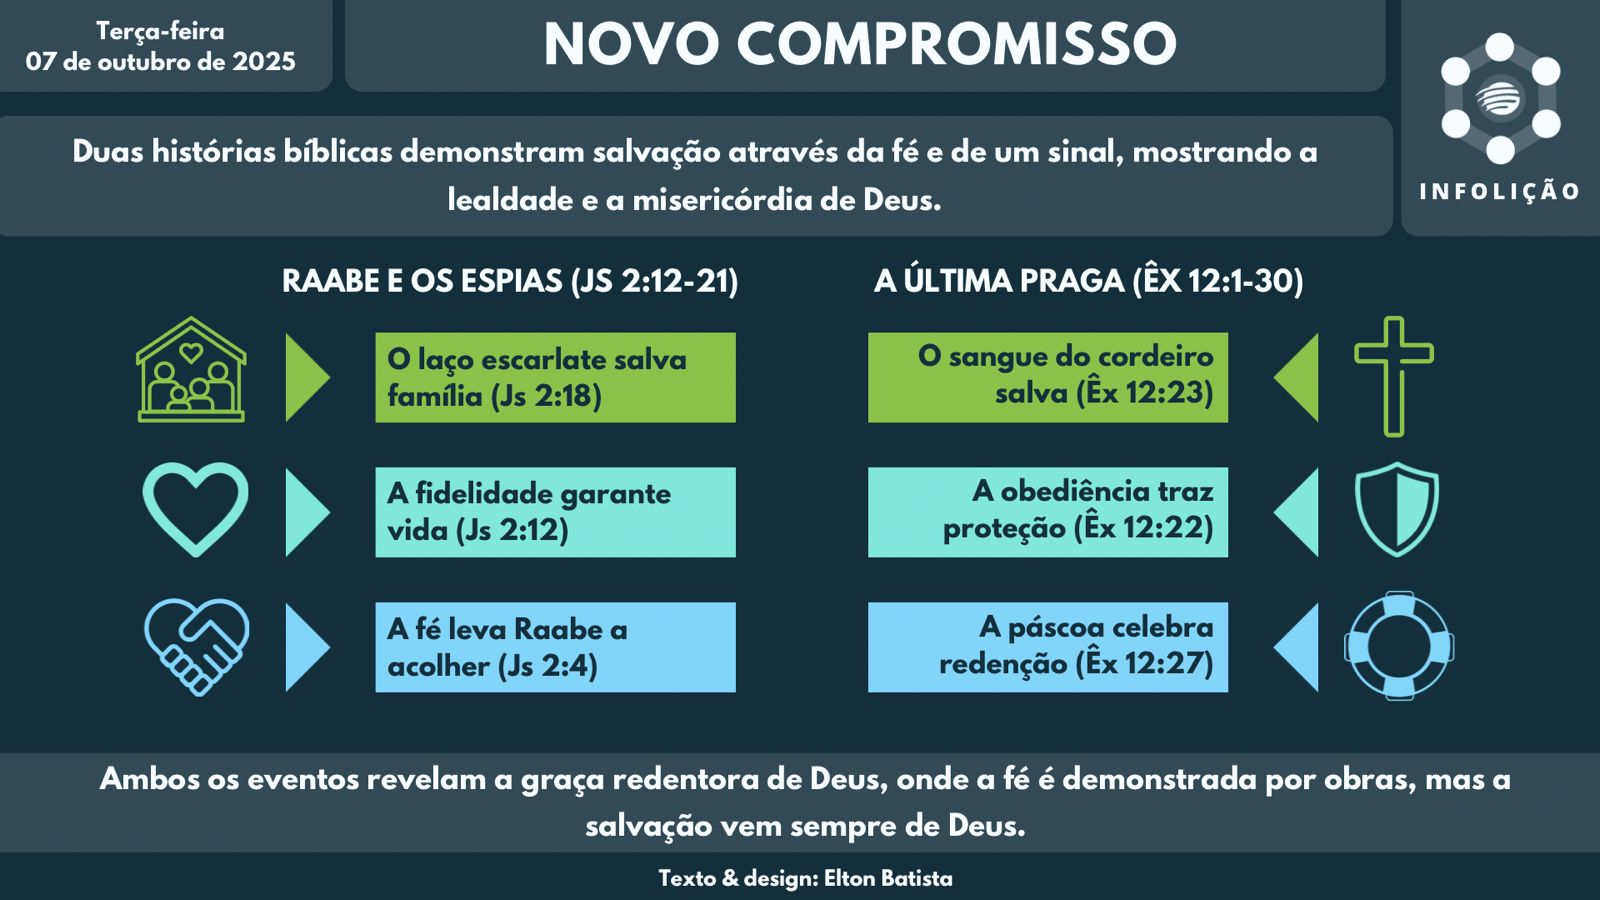 Terça-feira
07 de outubro de 2025
NOVO COMPROMISSO
INFOLIÇÃO
Duas histórias bíblicas demonstram salvação através da fé e de um sinal, mostrando a
lealdade e a misericórdia de Deus.
RAABE E OS ESPIAS (JS 2:12-21)
O laço escarlate salva
família (Js 2:18)
A fidelidade garante
vida (Js 2:12)
A fé leva Raabe a
acolher (Js 2:4)
A ÚLTIMA PRAGA (ÊX 12:1-30)
O sangue do cordeiro
salva (Êx 12:23)
A obediência traz
proteção (Êx 12:22)
A páscoa celebra
redenção (Êx 12:27)
Ambos os eventos revelam a graça redentora de Deus, onde a fé é demonstrada por obras, mas a
salvação vem sempre de Deus.
Texto & design: Elton Batista